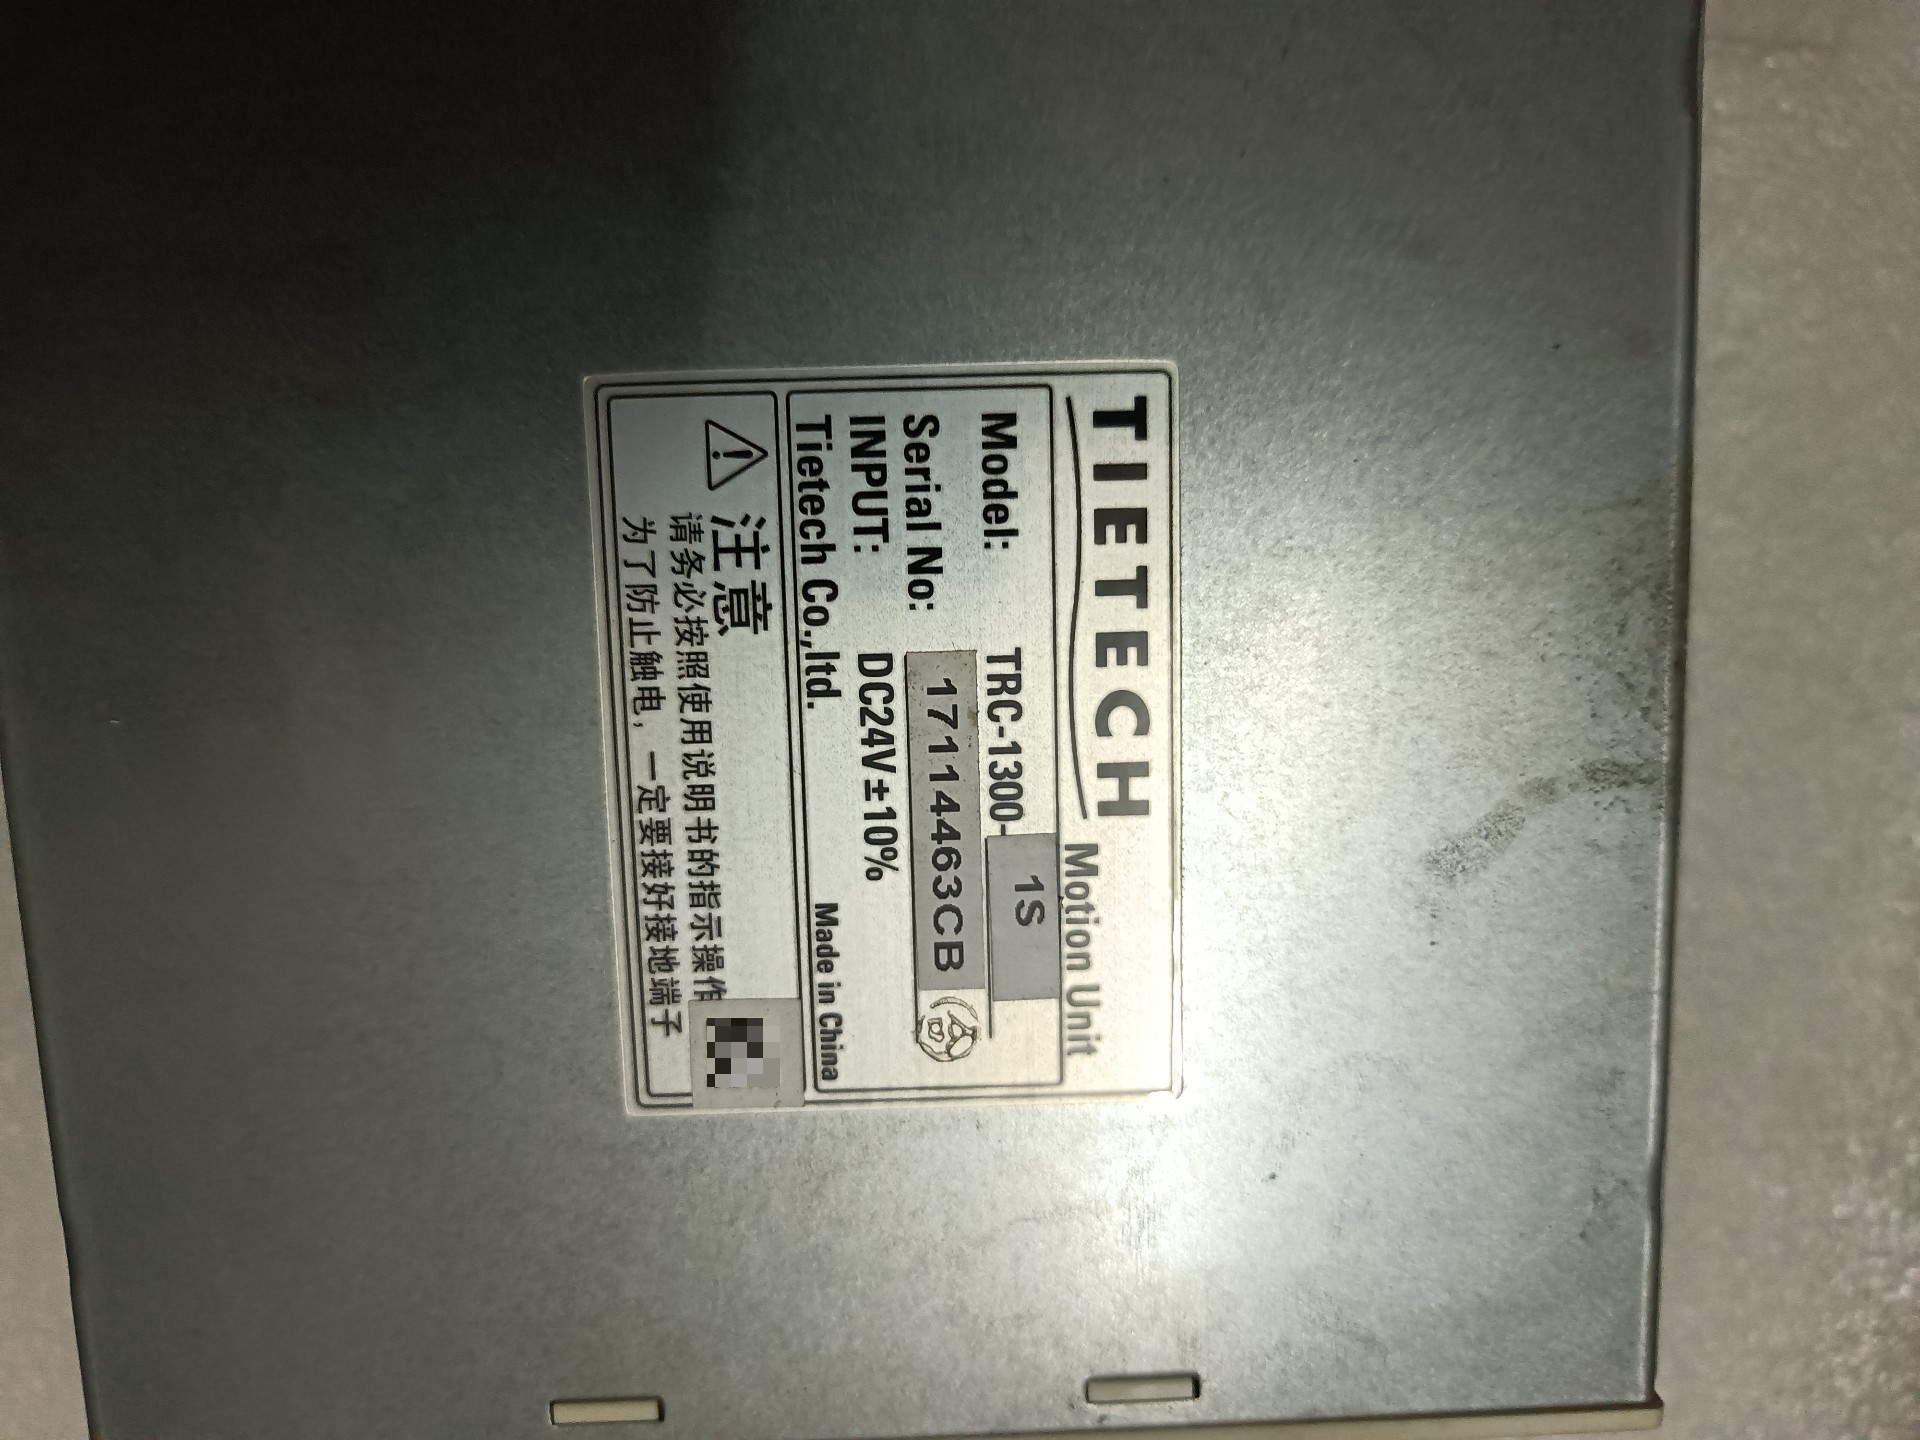 TIETECH
Motion Unit
Model: TRC-1300-1S
Serial No: 17114463CB
INPUT: DC24V±10%
Tietech Co.,ltd. Made in China
注意
请务必按照使用说明书的指示操作
为了防止触电，一定要接好接地端子